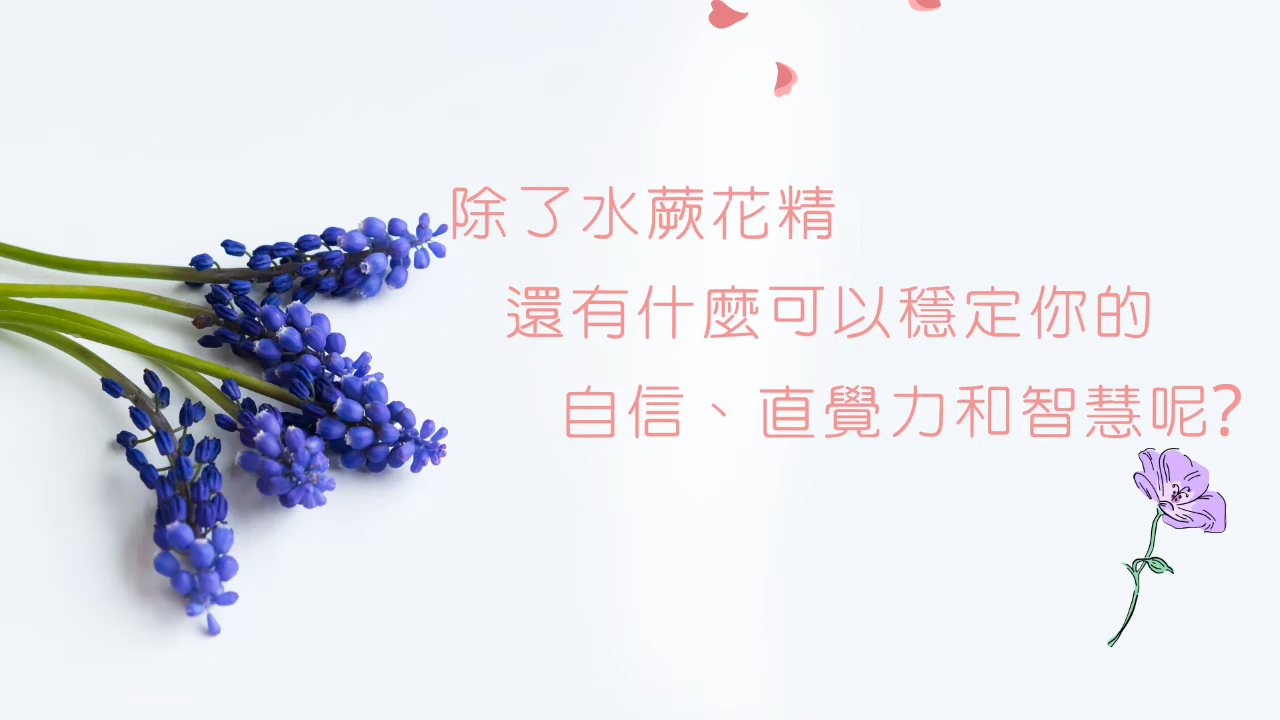 除了水蕨花精
還有什麼可以穩定你的
自信、直覺力和智慧呢?